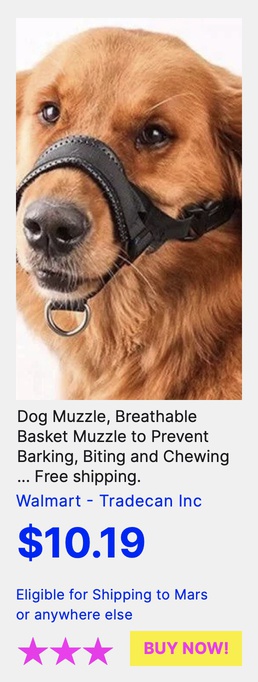 Dog Muzzle, Breathable
Basket Muzzle to Prevent
Barking, Biting and Chewing
... Free shipping.
Walmart - Tradecan Inc
$10.19
Eligible for Shipping to Mars
or anywhere else
BUY NOW!